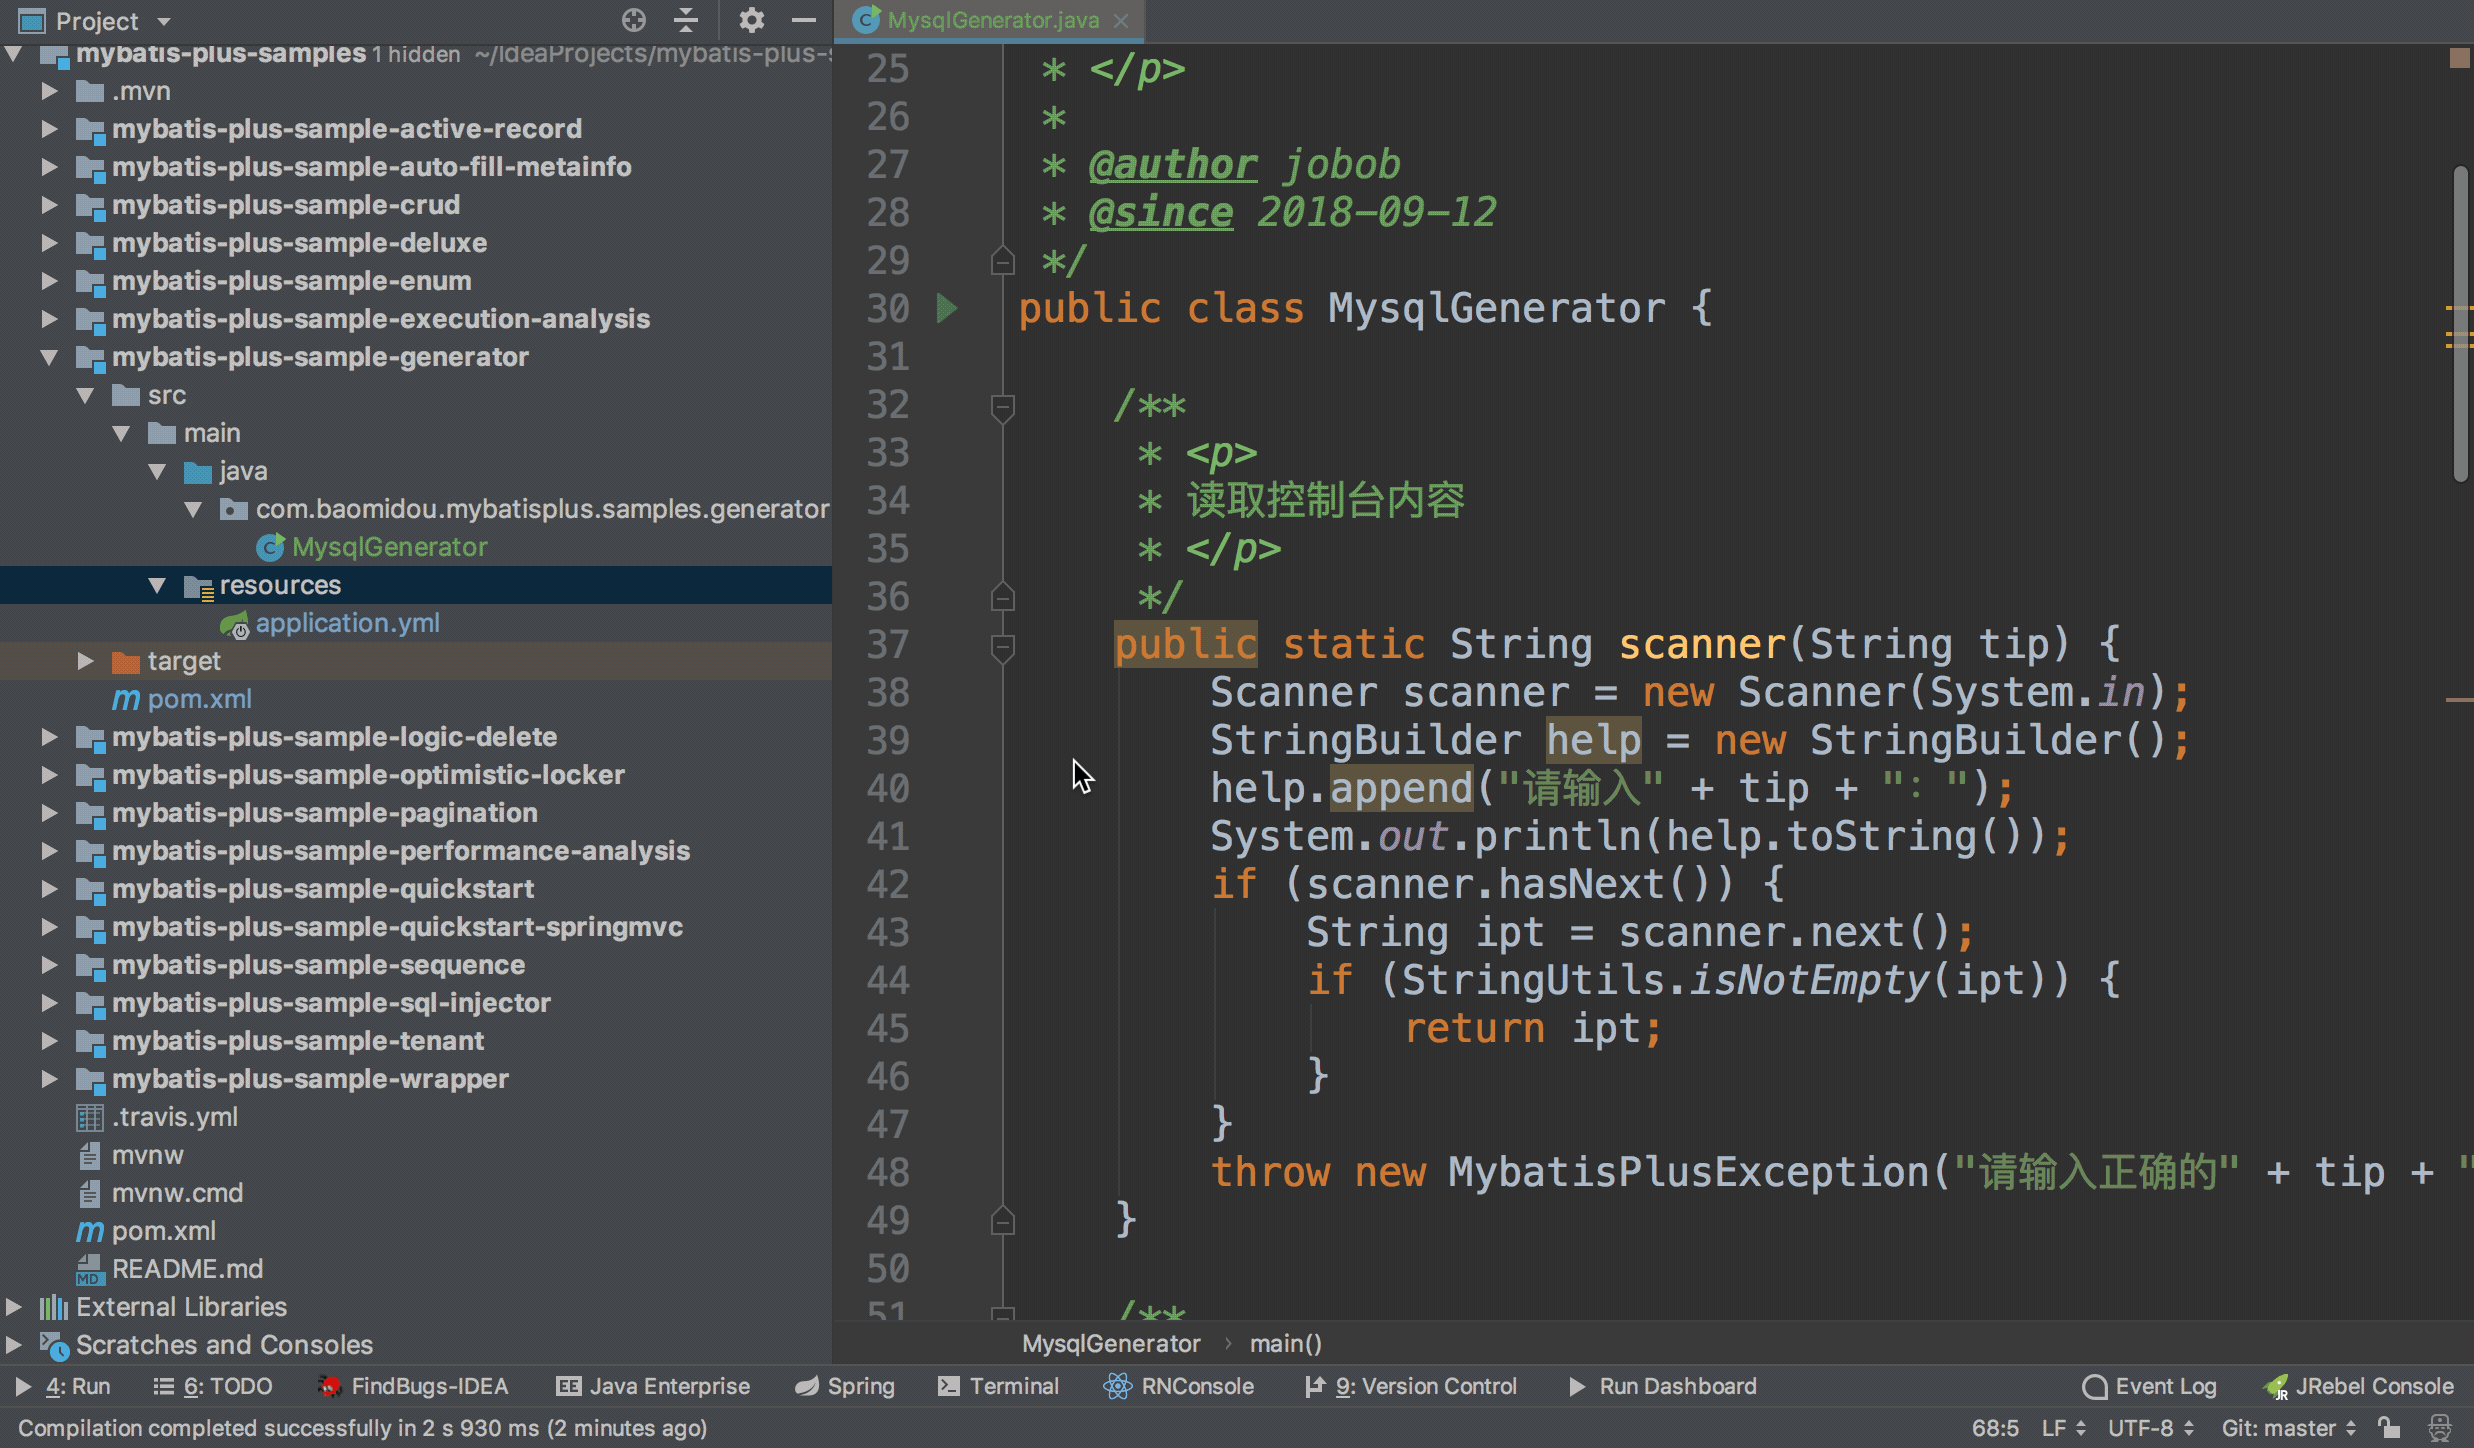 Project
mybatis-plus-samples 1 hidden ~/IdeaProjects/mybatis-plus-s
.mvn
mybatis-plus-sample-active-record
mybatis-plus-sample-auto-fill-metainfo
mybatis-plus-sample-crud
mybatis-plus-sample-deluxe
mybatis-plus-sample-enum
mybatis-plus-sample-execution-analysis
mybatis-plus-sample-generator
src
main
java
com.baomidou.mybatisplus.samples.generator
MysqlGenerator
resources
application.yml
target
pom.xml
mybatis-plus-sample-logic-delete
mybatis-plus-sample-optimistic-locker
mybatis-plus-sample-pagination
mybatis-plus-sample-performance-analysis
mybatis-plus-sample-quickstart
mybatis-plus-sample-quickstart-springmvc
mybatis-plus-sample-sequence
mybatis-plus-sample-sql-injector
mybatis-plus-sample-tenant
mybatis-plus-sample-wrapper
.travis.yml
mvnw
mvnw.cmd
pom.xml
README.md
External Libraries
Scratches and Consoles
MysqlGenerator.java
25 * </p>
26 *
27 * @author jobob
28 * @since 2018-09-12
29 */
30 public class MysqlGenerator {
31
32 /**
33 * <p>
34 * 读取控制台内容
35 * </p>
36 */
37 public static String scanner(String tip) {
38 Scanner scanner = new Scanner(System.in);
39 StringBuilder help = new StringBuilder();
40 help.append("请输入" + tip + "：");
41 System.out.println(help.toString());
42 if (scanner.hasNext()) {
43 String ipt = scanner.next();
44 if (StringUtils.isNotEmpty(ipt)) {
45 return ipt;
46 }
47 }
48 throw new MybatisPlusException("请输入正确的" + tip + "
49 }
50
51 /**
MysqlGenerator › main()
4: Run 6: TODO FindBugs-IDEA Java Enterprise Spring Terminal RNConsole 9: Version Control Run Dashboard Event Log JRebel Console
Compilation completed successfully in 2 s 930 ms (2 minutes ago) 68:5 LF UTF-8 Git: master